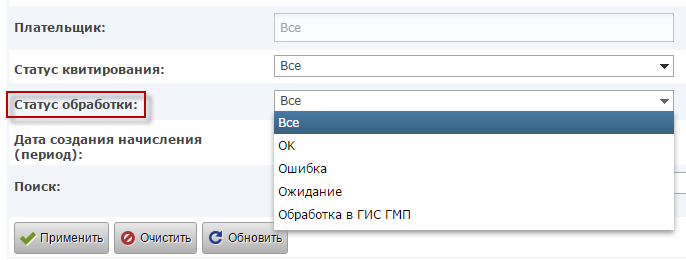 Плательщик: Все
Статус квитирования: Все
Статус обработки: Все
Все
OK
Ошибка
Ожидание
Обработка в ГИС ГМП
Дата создания начисления
(период):
Поиск:
Применить Очистить Обновить